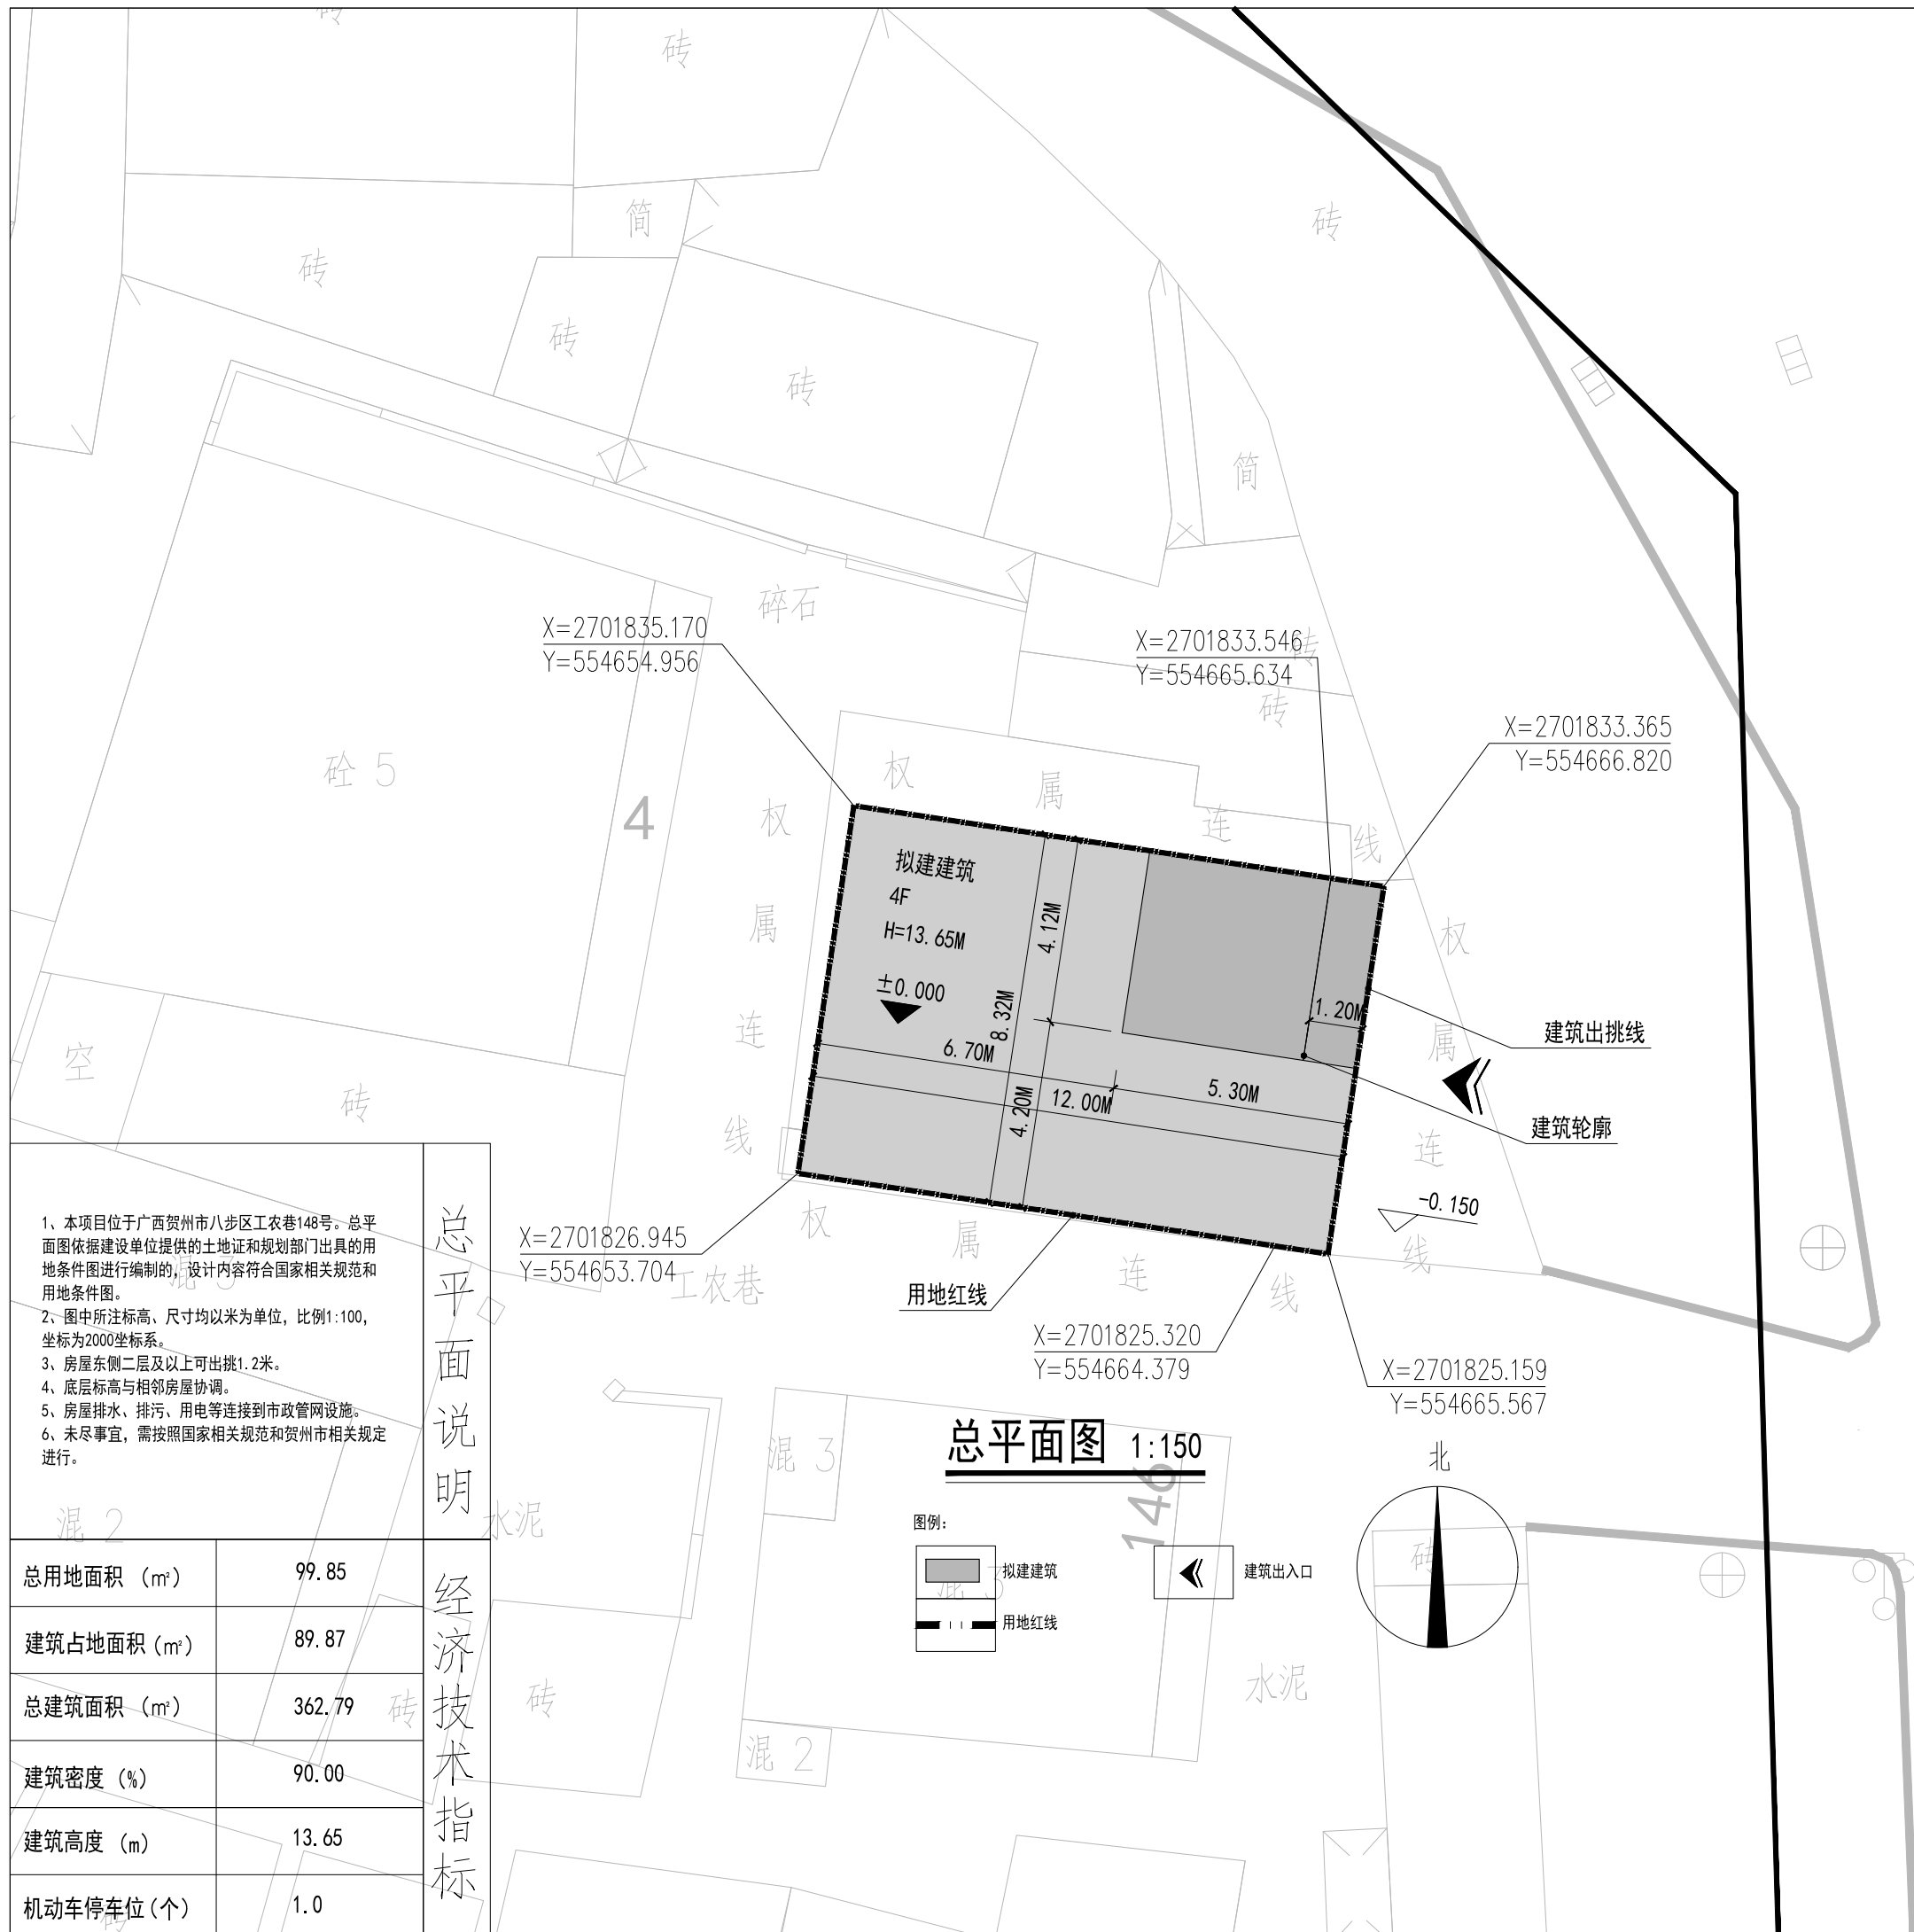 砖
砖
简
砖
砖
砖
砖
简
碎石
X=2701835.170
Y=554654.956
X=2701833.546
Y=554665.634
砖
砖
X=2701833.365
Y=554666.820
砼 5
4
权
属
连
线
权
属
连
线
权
属
连
线
拟建建筑
4F
H=13.65M
±0.000
4.12M
8.32M
4.20M
6.70M
12.00M
5.30M
1.20M
建筑出挑线
建筑轮廓
-0.150
空
砖
权
属
连
线
X=2701826.945
Y=554653.704
工农巷
用地红线
X=2701825.320
Y=554664.379
X=2701825.159
Y=554665.567
总平面说明
1、本项目位于广西贺州市八步区工农巷148号。总平
面图依据建设单位提供的土地证和规划部门出具的用
地条件图进行编制的，设计内容符合国家相关规范和
用地条件图。
2、图中所注标高、尺寸均以米为单位，比例1:100，
坐标为2000坐标系。
3、房屋东侧二层及以上可出挑1.2米。
4、底层标高与相邻房屋协调。
5、房屋排水、排污、用电等连接到市政管网设施。
6、未尽事宜，需按照国家相关规范和贺州市相关规定
进行。
混 3
混 2
水泥
混 3
总平面图 1:150
146
北
图例：
拟建建筑
用地红线
建筑出入口
混 3
砖
水泥
混 2
砖
砖
砖
经济技术指标
总用地面积 （㎡） 99.85
建筑占地面积（㎡） 89.87
总建筑面积 （㎡） 362.79
建筑密度（%） 90.00
建筑高度 （m） 13.65
机动车停车位（个） 1.0